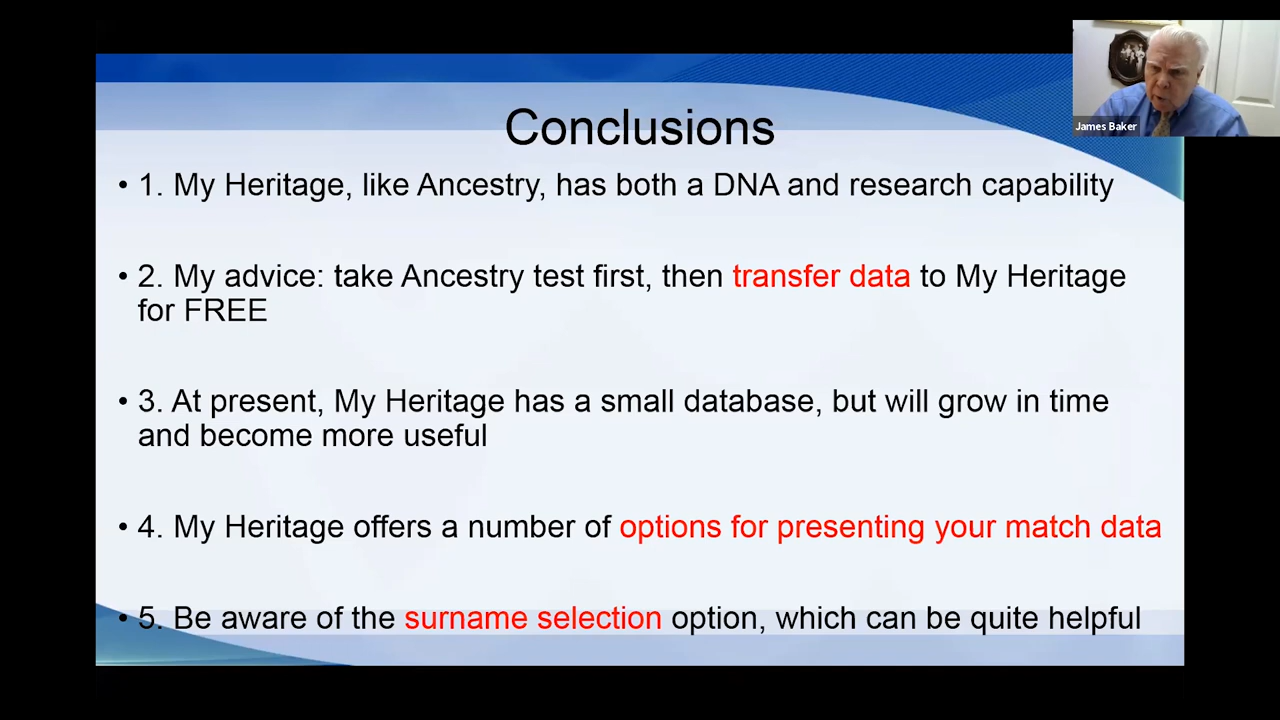 James Baker
Conclusions
• 1. My Heritage, like Ancestry, has both a DNA and research capability
• 2. My advice: take Ancestry test first, then transfer data to My Heritage
for FREE
• 3. At present, My Heritage has a small database, but will grow in time
and become more useful
• 4. My Heritage offers a number of options for presenting your match data
• 5. Be aware of the surname selection option, which can be quite helpful